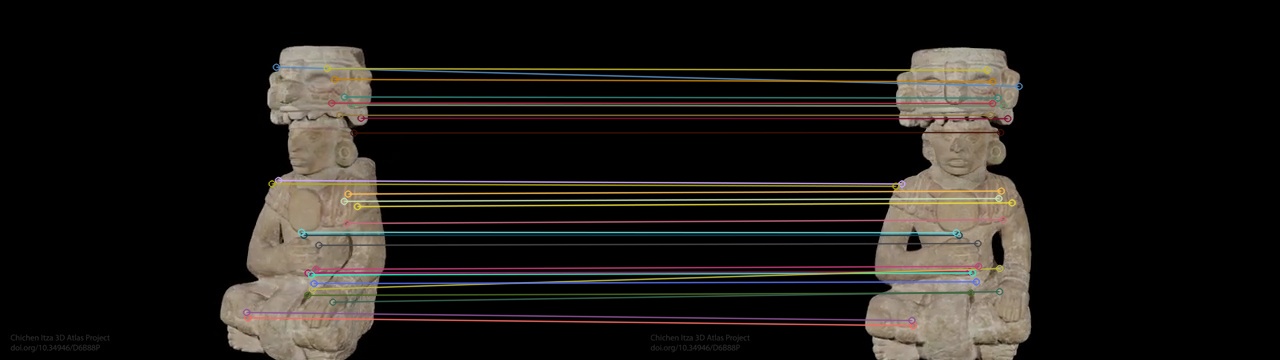 Chichen Itza 3D Atlas Project
doi.org/10.34946/D6B88P
Chichen Itza 3D Atlas Project
doi.org/10.34946/D6B88P